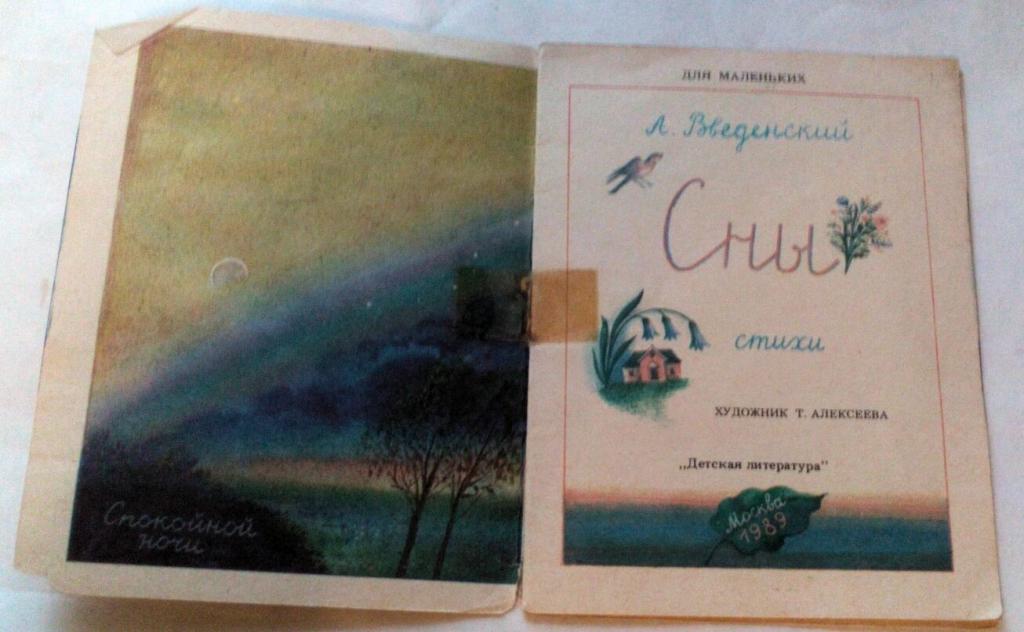 Спокойной
ночи
ДЛЯ МАЛЕНЬКИХ
А. Введенский
Сны
стихи
ХУДОЖНИК Т. АЛЕКСЕЕВА
„Детская литература"
Москва
1989